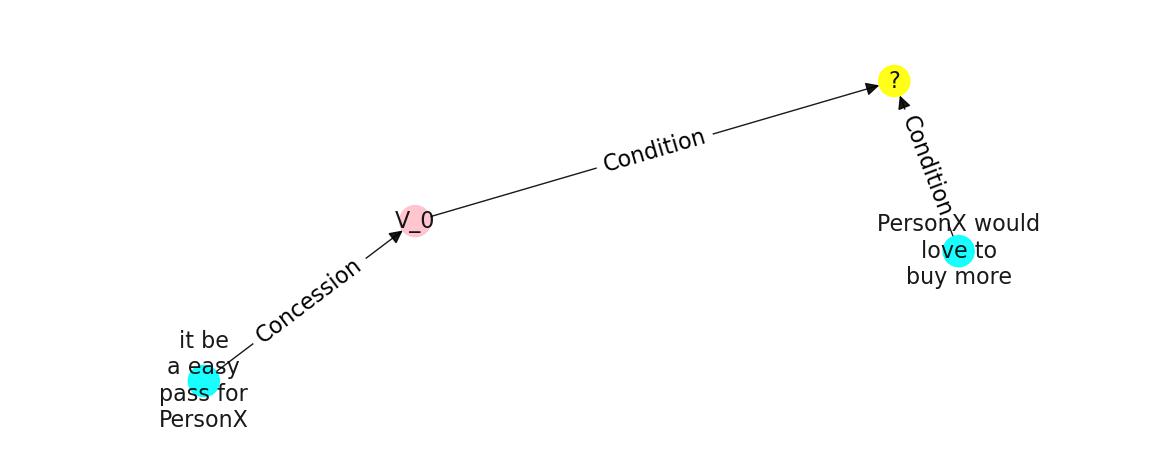 ?
Condition
Condition
V_0
PersonX would
love to
buy more
Concession
it be
a easy
pass for
PersonX